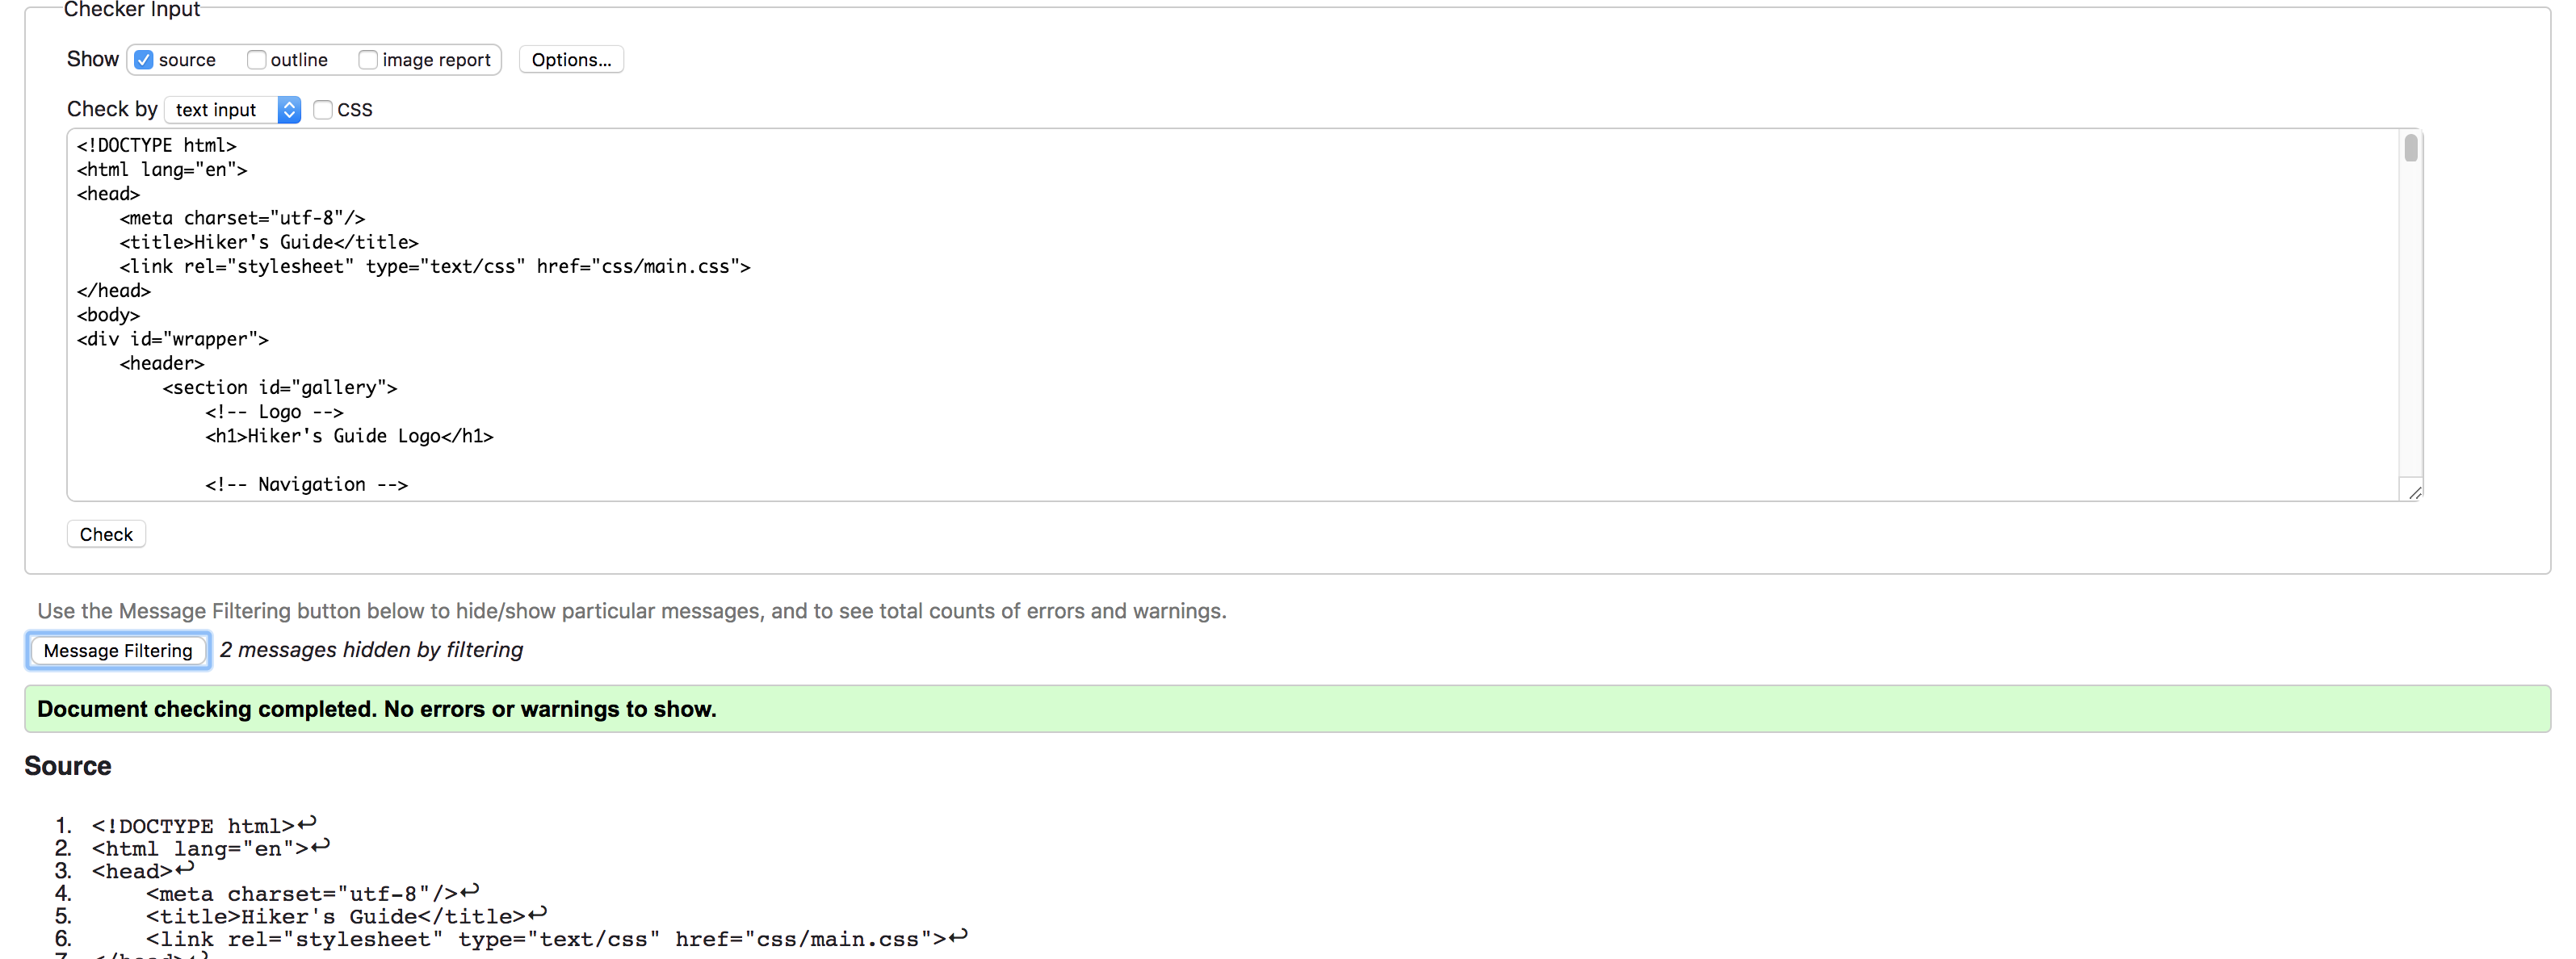 Checker Input
Show source outline image report Options...
Check by text input CSS
<!DOCTYPE html>
<html lang="en">
<head>
    <meta charset="utf-8"/>
    <title>Hiker's Guide</title>
    <link rel="stylesheet" type="text/css" href="css/main.css">
</head>
<body>
<div id="wrapper">
    <header>
        <section id="gallery">
            <!-- Logo -->
            <h1>Hiker's Guide Logo</h1>
            <!-- Navigation -->
Check
Use the Message Filtering button below to hide/show particular messages, and to see total counts of errors and warnings.
Message Filtering 2 messages hidden by filtering
Document checking completed. No errors or warnings to show.
Source
1. <!DOCTYPE html>↩
2. <html lang="en">↩
3. <head>↩
4.     <meta charset="utf-8"/>↩
5.     <title>Hiker's Guide</title>↩
6.     <link rel="stylesheet" type="text/css" href="css/main.css">↩
7. </head>↩